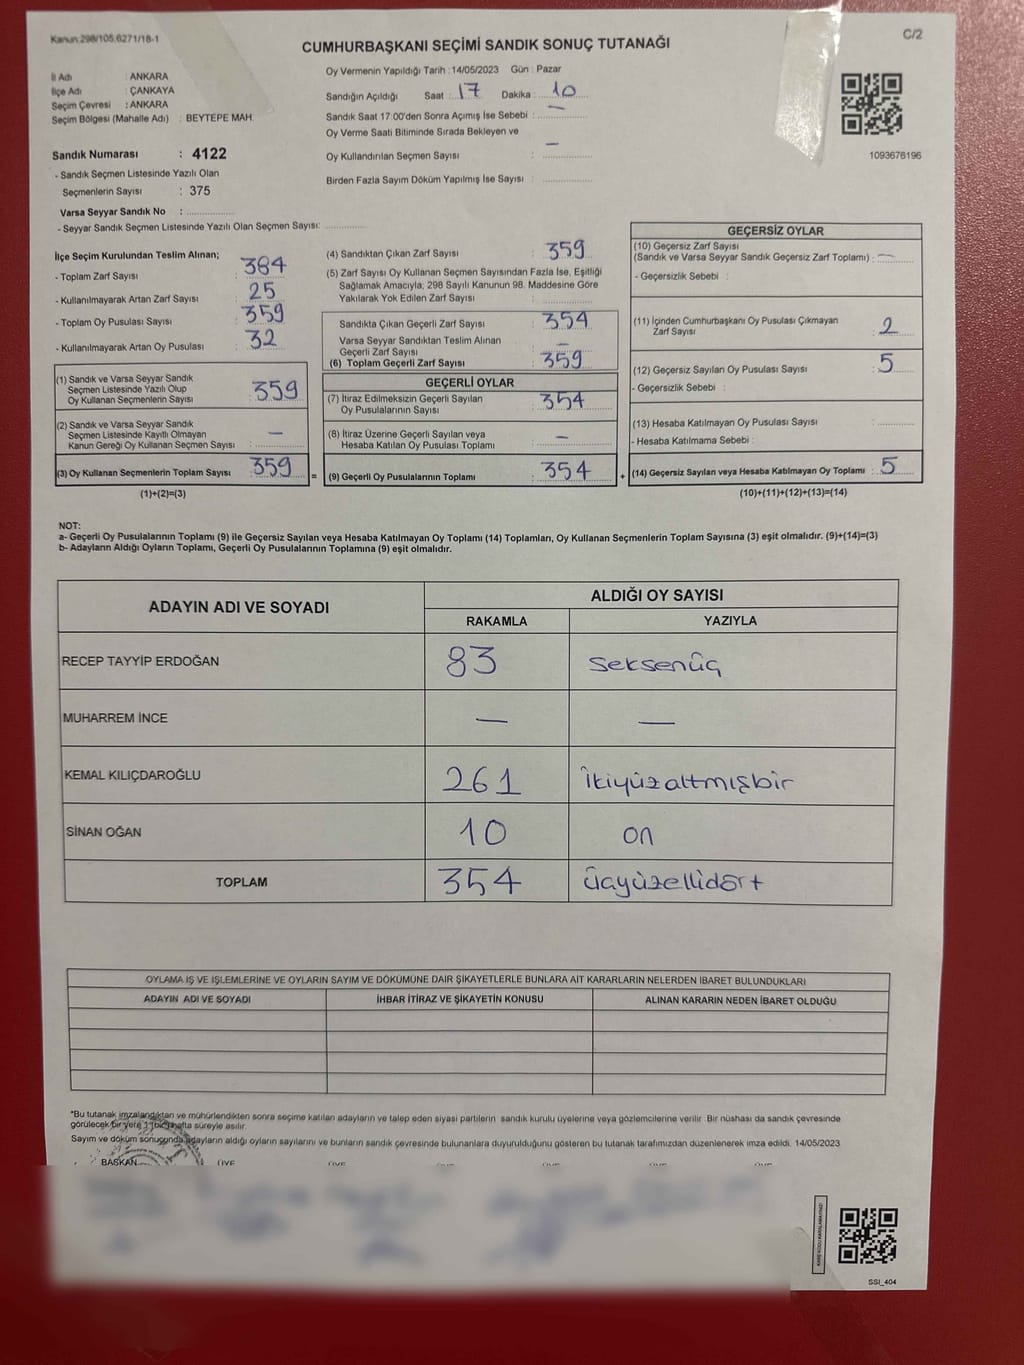 Kanun:298/105;6271/18-1
CUMHURBAŞKANI SEÇİMİ SANDIK SONUÇ TUTANAĞI
C/2
İl Adı : ANKARA
İlçe Adı : ÇANKAYA
Seçim Çevresi : ANKARA
Seçim Bölgesi (Mahalle Adı) : BEYTEPE MAH.
Oy Vermenin Yapıldığı Tarih :14/05/2023 Gün : Pazar
Sandığın Açıldığı Saat : 17 Dakika : 10
Sandık Saat 17:00'den Sonra Açımış İse Sebebi : —
Oy Verme Saati Bitiminde Sırada Bekleyen ve
Oy Kullandırılan Seçmen Sayısı : —
Birden Fazla Sayım Döküm Yapılmış İse Sayısı :
1093676196
Sandık Numarası : 4122
- Sandık Seçmen Listesinde Yazılı Olan
Seçmenlerin Sayısı : 375
Varsa Seyyar Sandık No :
- Seyyar Sandık Seçmen Listesinde Yazılı Olan Seçmen Sayısı:
İlçe Seçim Kurulundan Teslim Alınan;
- Toplam Zarf Sayısı : 384
- Kullanılmayarak Artan Zarf Sayısı : 25
- Toplam Oy Pusulası Sayısı : 359
- Kullanılmayarak Artan Oy Pusulası : 32
(1) Sandık ve Varsa Seyyar Sandık
Seçmen Listesinde Yazılı Olup
Oy Kullanan Seçmenlerin Sayısı : 359
(2) Sandık ve Varsa Seyyar Sandık
Seçmen Listesinde Kayıtlı Olmayan
Kanun Gereği Oy Kullanan Seçmen Sayısı : —
(3) Oy Kullanan Seçmenlerin Toplam Sayısı : 359
(1)+(2)=(3)
(4) Sandıktan Çıkan Zarf Sayısı : 359
(5) Zarf Sayısı Oy Kullanan Seçmen Sayısından Fazla İse, Eşitliği
Sağlamak Amacıyla, 298 Sayılı Kanunun 98. Maddesine Göre
Yakılarak Yok Edilen Zarf Sayısı :
Sandıkta Çıkan Geçerli Zarf Sayısı : 354
Varsa Seyyar Sandıktan Teslim Alınan
Geçerli Zarf Sayısı : —
(6) Toplam Geçerli Zarf Sayısı : 359
GEÇERLİ OYLAR
(7) İtiraz Edilmeksizin Geçerli Sayılan
Oy Pusulalarının Sayısı : 354
(8) İtiraz Üzerine Geçerli Sayılan veya
Hesaba Katılan Oy Pusulası Toplamı : —
= (9) Geçerli Oy Pusulalarının Toplamı : 354
GEÇERSİZ OYLAR
(10) Geçersiz Zarf Sayısı
(Sandık ve Varsa Seyyar Sandık Geçersiz Zarf Toplamı) : —
- Geçersizlik Sebebi :
(11) İçinden Cumhurbaşkanı Oy Pusulası Çıkmayan
Zarf Sayısı : 2
(12) Geçersiz Sayılan Oy Pusulası Sayısı : 5
- Geçersizlik Sebebi :
(13) Hesaba Katılmayan Oy Pusulası Sayısı :
- Hesaba Katılmama Sebebi :
+ (14) Geçersiz Sayılan veya Hesaba Katılmayan Oy Toplamı : 5
(10)+(11)+(12)+(13)=(14)
NOT:
a- Geçerli Oy Pusulalarının Toplamı (9) ile Geçersiz Sayılan veya Hesaba Katılmayan Oy Toplamı (14) Toplamları, Oy Kullanan Seçmenlerin Toplam Sayısına (3) eşit olmalıdır. (9)+(14)=(3)
b- Adayların Aldığı Oyların Toplamı, Geçerli Oy Pusulalarının Toplamına (9) eşit olmalıdır.
ADAYIN ADI VE SOYADI
ALDIĞI OY SAYISI
RAKAMLA YAZIYLA
RECEP TAYYİP ERDOĞAN 83 seksenüç
MUHARREM İNCE — —
KEMAL KILIÇDAROĞLU 261 ikiyüzaltmışbir
SİNAN OĞAN 10 on
TOPLAM 354 üçyüzellidört
OYLAMA İŞ VE İŞLEMLERİNE VE OYLARIN SAYIM VE DÖKÜMÜNE DAİR ŞİKAYETLERLE BUNLARA AİT KARARLARIN NELERDEN İBARET BULUNDUKLARI
ADAYIN ADI VE SOYADI İHBAR İTİRAZ VE ŞİKAYETİN KONUSU ALINAN KARARIN NEDEN İBARET OLDUĞU
*Bu tutanak imzalandıktan ve mühürlendikten sonra seçime katılan adayların ve talep eden siyasi partilerin sandık kurulu üyelerine veya gözlemcilerine verilir. Bir nüshası da sandık çevresinde
görülecek bir yere 1 (bir) hafta süreyle asılır.
Sayım ve döküm sonucunda adayların aldığı oyların sayılarını ve bunların sandık çevresinde bulunanlara duyurulduğunu gösteren bu tutanak tarafımızdan düzenlenerek imza edildi. 14/05/2023
BAŞKAN ÜYE ÜYE
SSI_404